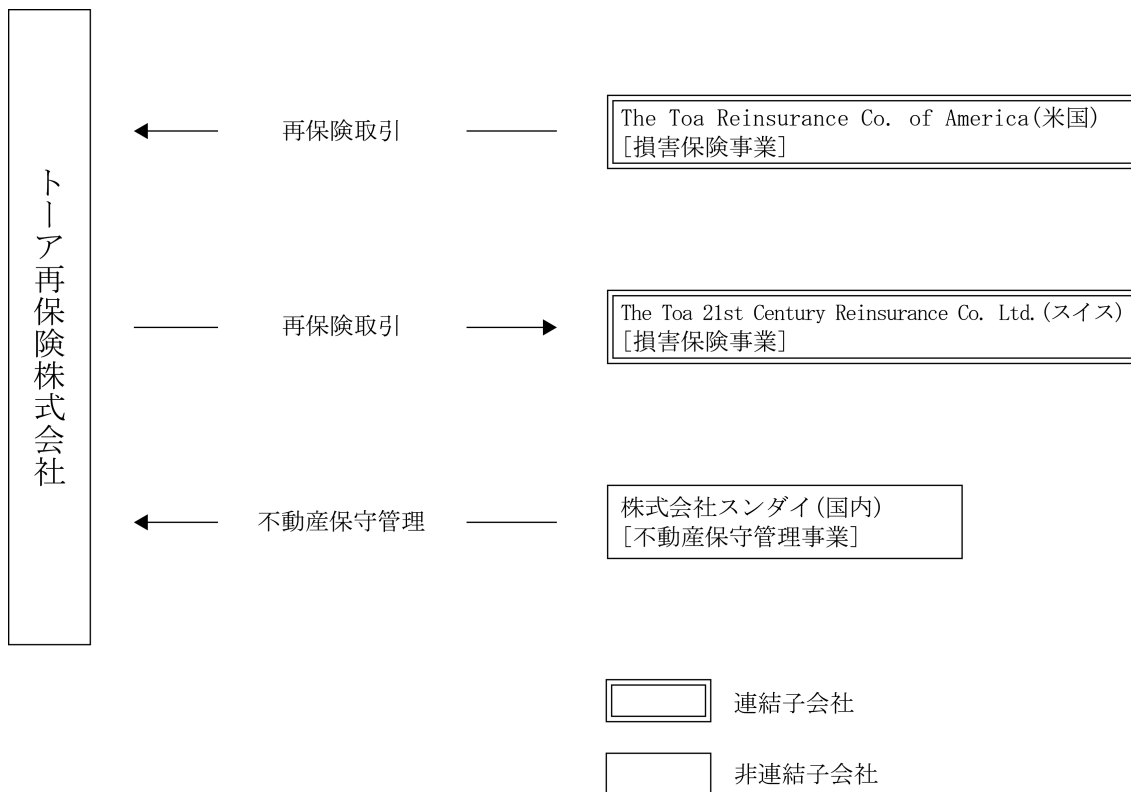 トーア再保険株式会社
再保険取引
The Toa Reinsurance Co. of America(米国)
[損害保険事業]
再保険取引
The Toa 21st Century Reinsurance Co. Ltd.(スイス)
[損害保険事業]
不動産保守管理
株式会社スンダイ(国内)
[不動産保守管理事業]
連結子会社
非連結子会社